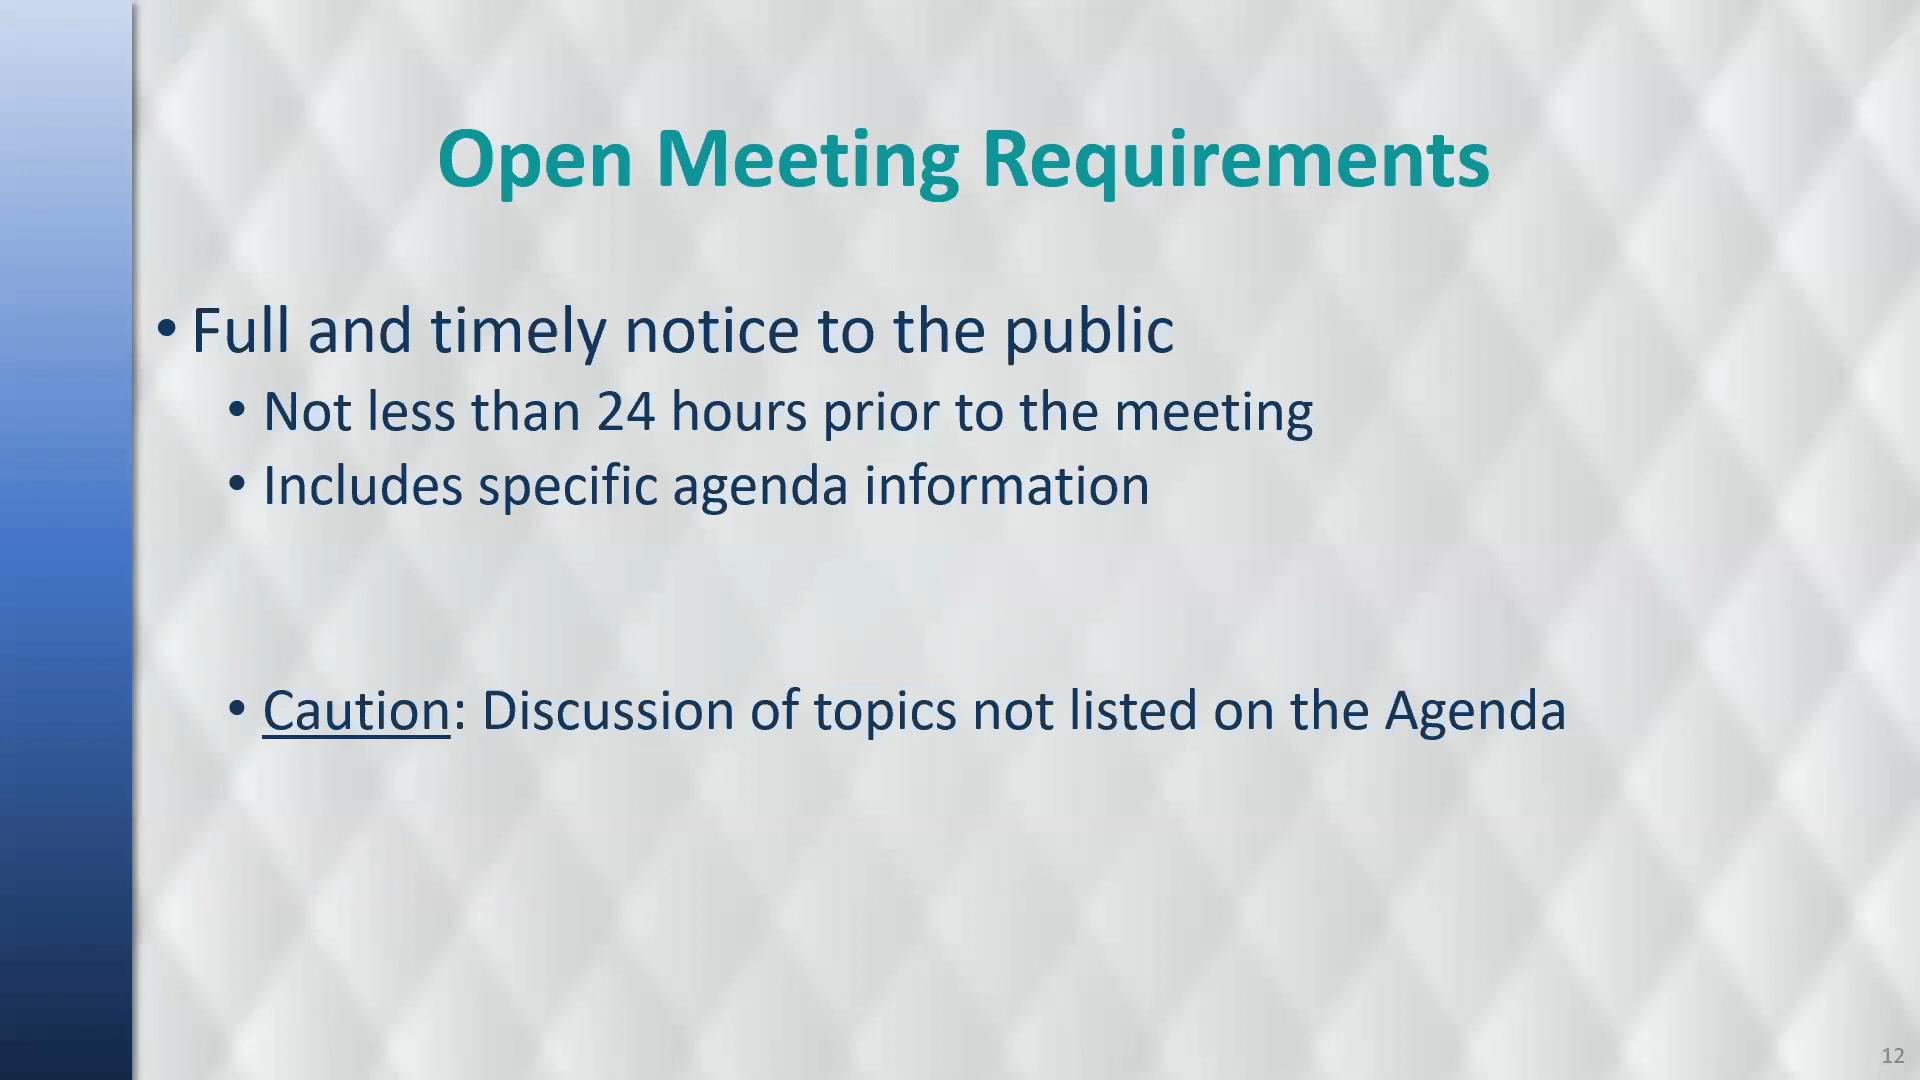 Open Meeting Requirements
• Full and timely notice to the public
• Not less than 24 hours prior to the meeting
• Includes specific agenda information
• Caution: Discussion of topics not listed on the Agenda
12